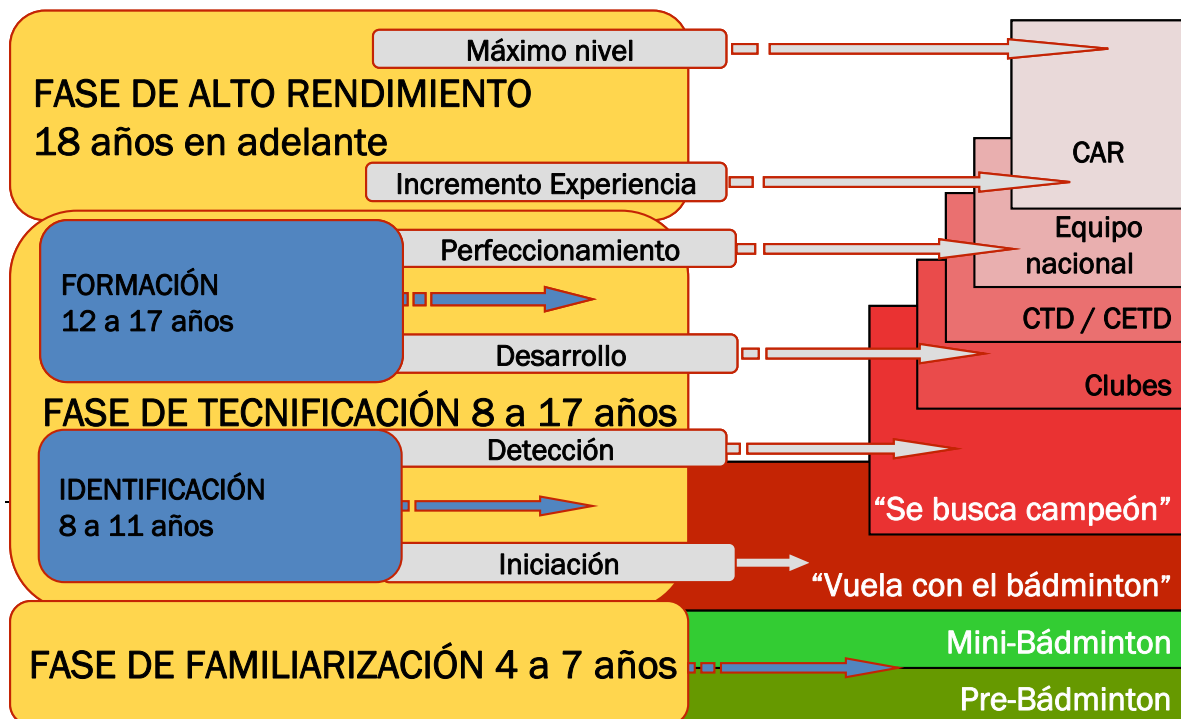 Máximo nivel
FASE DE ALTO RENDIMIENTO
18 años en adelante
CAR
Incremento Experiencia
Perfeccionamiento
Equipo
nacional
FORMACIÓN
12 a 17 años
CTD / CETD
Desarrollo
Clubes
FASE DE TECNIFICACIÓN 8 a 17 años
Detección
IDENTIFICACIÓN
8 a 11 años
“Se busca campeón”
Iniciación
“Vuela con el bádminton”
Mini-Bádminton
FASE DE FAMILIARIZACIÓN 4 a 7 años
Pre-Bádminton